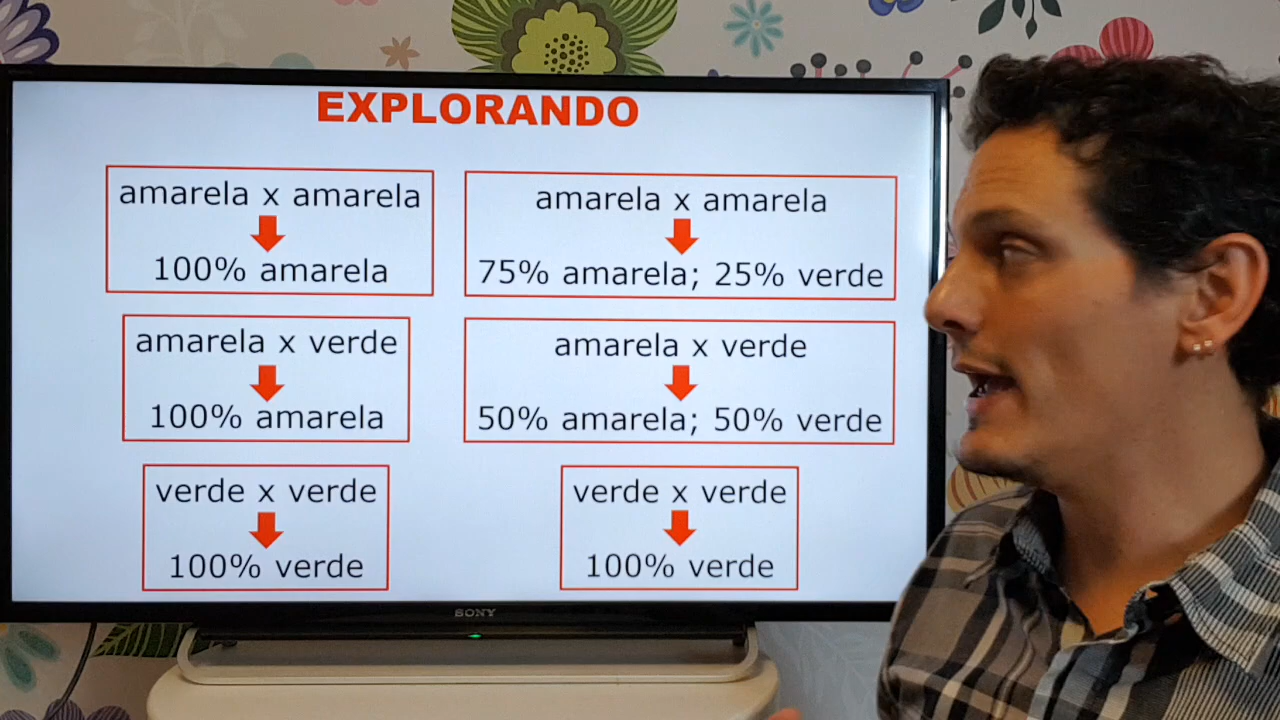 EXPLORANDO
amarela x amarela
100% amarela
amarela x amarela
75% amarela; 25% verde
amarela x verde
100% amarela
amarela x verde
50% amarela; 50% verde
verde x verde
100% verde
verde x verde
100% verde
SONY